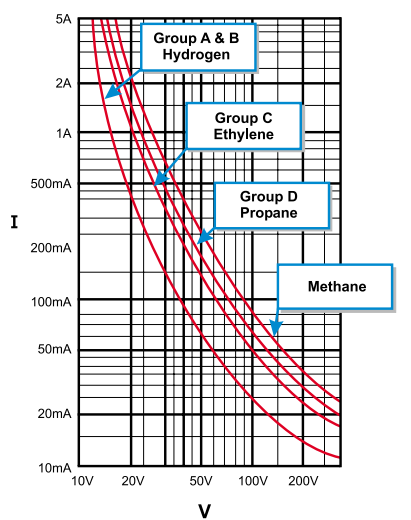 5A
Group A & B
Hydrogen
2A
Group C
Ethylene
1A
500mA
Group D
Propane
I
200mA
Methane
100mA
50mA
20mA
10mA
10V 20V 50V 100V 200V
V